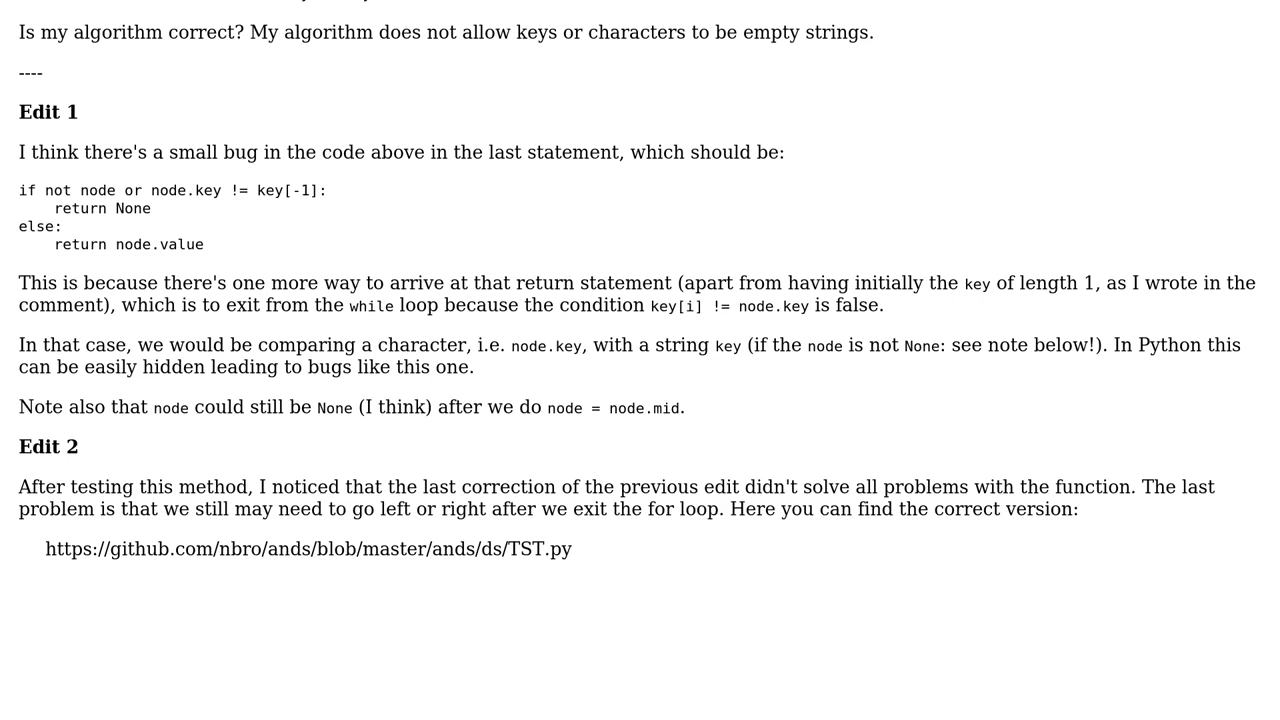 Is my algorithm correct? My algorithm does not allow keys or characters to be empty strings.
----
Edit 1
I think there's a small bug in the code above in the last statement, which should be:
if not node or node.key != key[-1]:
    return None
else:
    return node.value
This is because there's one more way to arrive at that return statement (apart from having initially the key of length 1, as I wrote in the
comment), which is to exit from the while loop because the condition key[i] != node.key is false.
In that case, we would be comparing a character, i.e. node.key, with a string key (if the node is not None: see note below!). In Python this
can be easily hidden leading to bugs like this one.
Note also that node could still be None (I think) after we do node = node.mid.
Edit 2
After testing this method, I noticed that the last correction of the previous edit didn't solve all problems with the function. The last
problem is that we still may need to go left or right after we exit the for loop. Here you can find the correct version:
https://github.com/nbro/ands/blob/master/ands/ds/TST.py